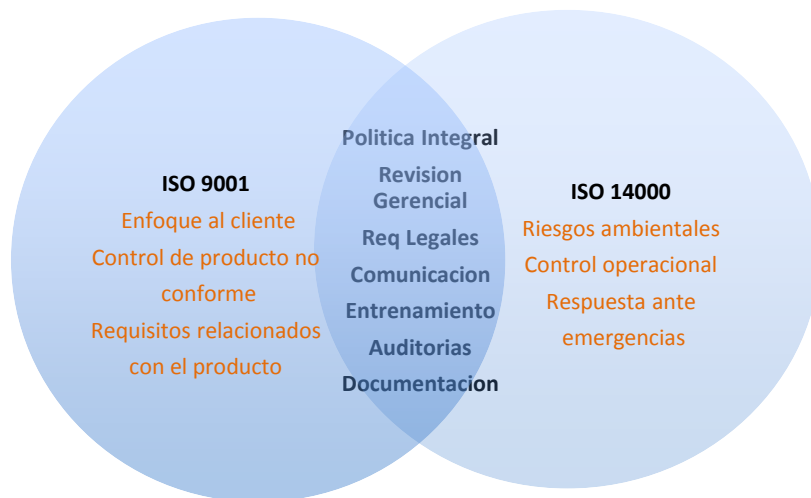 ISO 9001
Enfoque al cliente
Control de producto no
conforme
Requisitos relacionados
con el producto
Politica Integral
Revision
Gerencial
Req Legales
Comunicacion
Entrenamiento
Auditorias
Documentacion
ISO 14000
Riesgos ambientales
Control operacional
Respuesta ante
emergencias